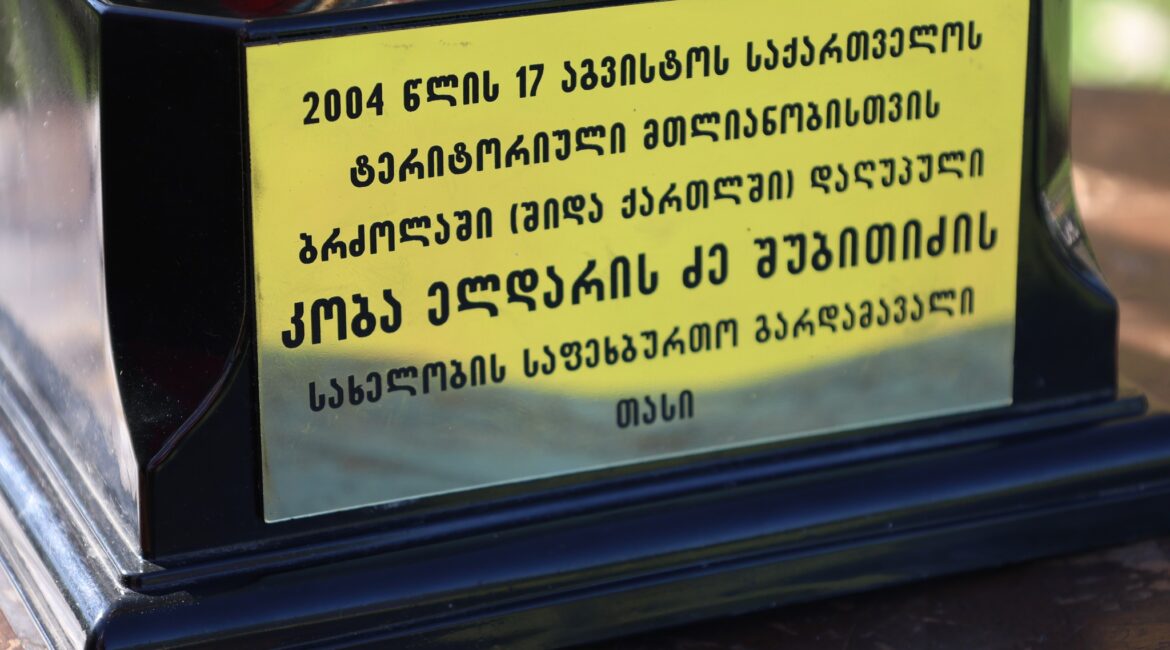 2004 წლის 17 აგვისტოს საქართველოს
ტერიტორიული მთლიანობისთვის
ბრძოლაში (შიდა ქართლში) დაღუპული
კობა ელდარის ძე შუბითიძის
სახელობის საფეხბურთო გარდამავალი
თასი